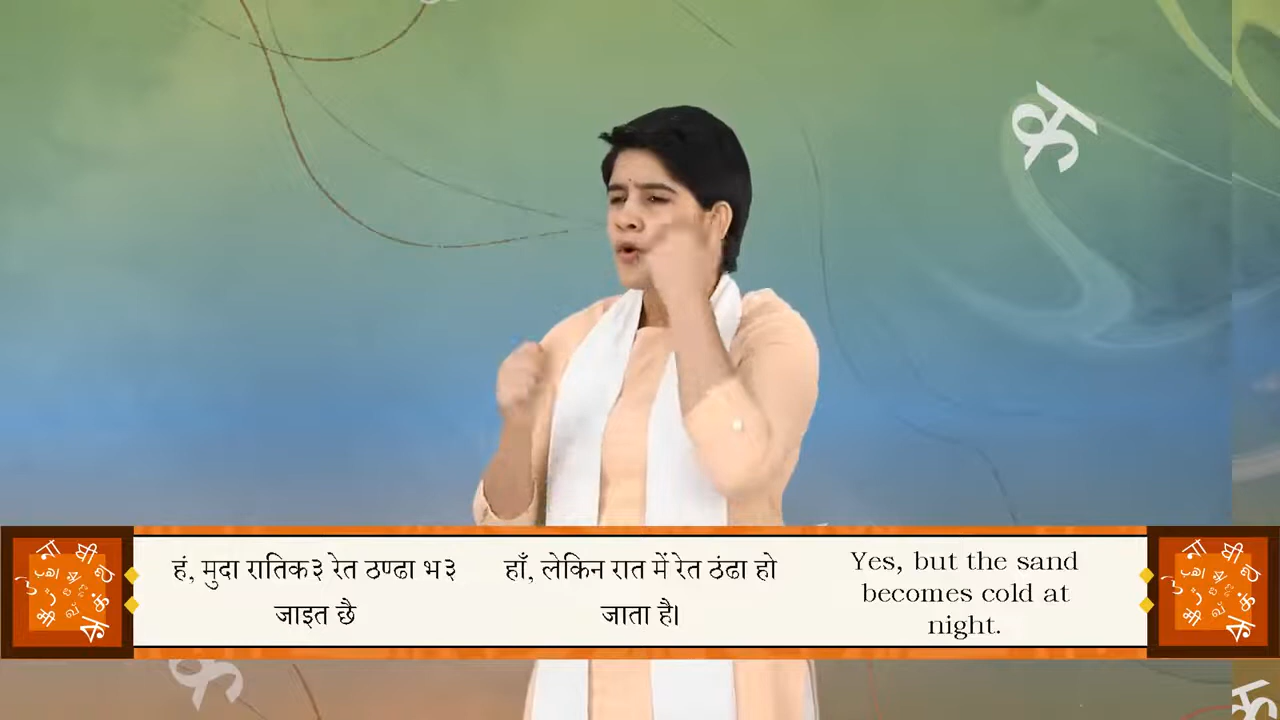 हं, मुदा रातिक३ रेत ठण्ढा भ३
जाइत छै
हाँ, लेकिन रात में रेत ठंढा हो
जाता है।
Yes, but the sand
becomes cold at
night.